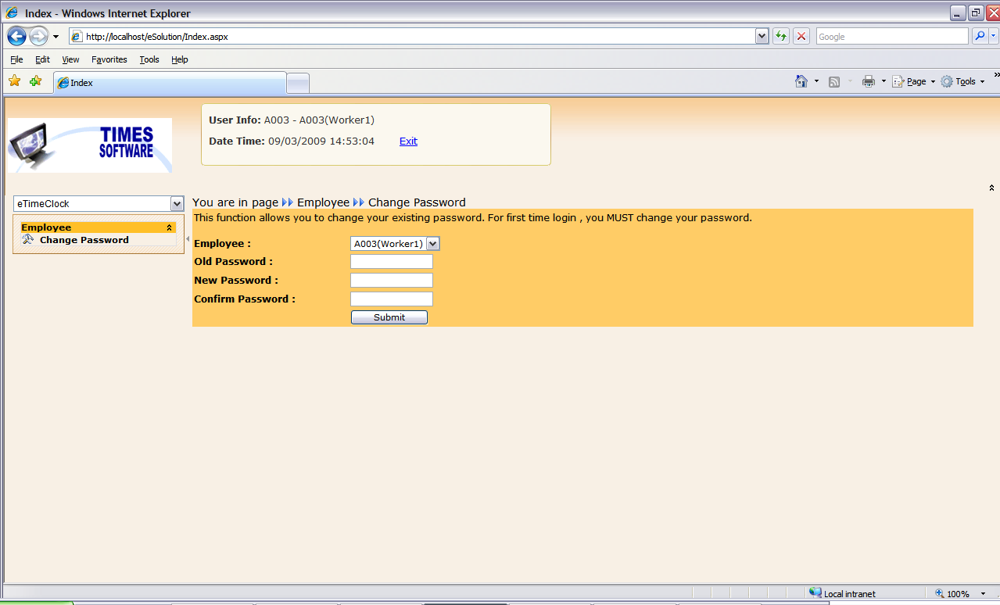 Index - Windows Internet Explorer
http://localhost/eSolution/Index.aspx
Google
File Edit View Favorites Tools Help
Index
Page Tools
TIMES
SOFTWARE
User Info: A003 - A003(Worker1)
Date Time: 09/03/2009 14:53:04 Exit
eTimeClock
Employee
Change Password
You are in page Employee Change Password
This function allows you to change your existing password. For first time login , you MUST change your password.
Employee : A003(Worker1)
Old Password :
New Password :
Confirm Password :
Submit
Local intranet 100%